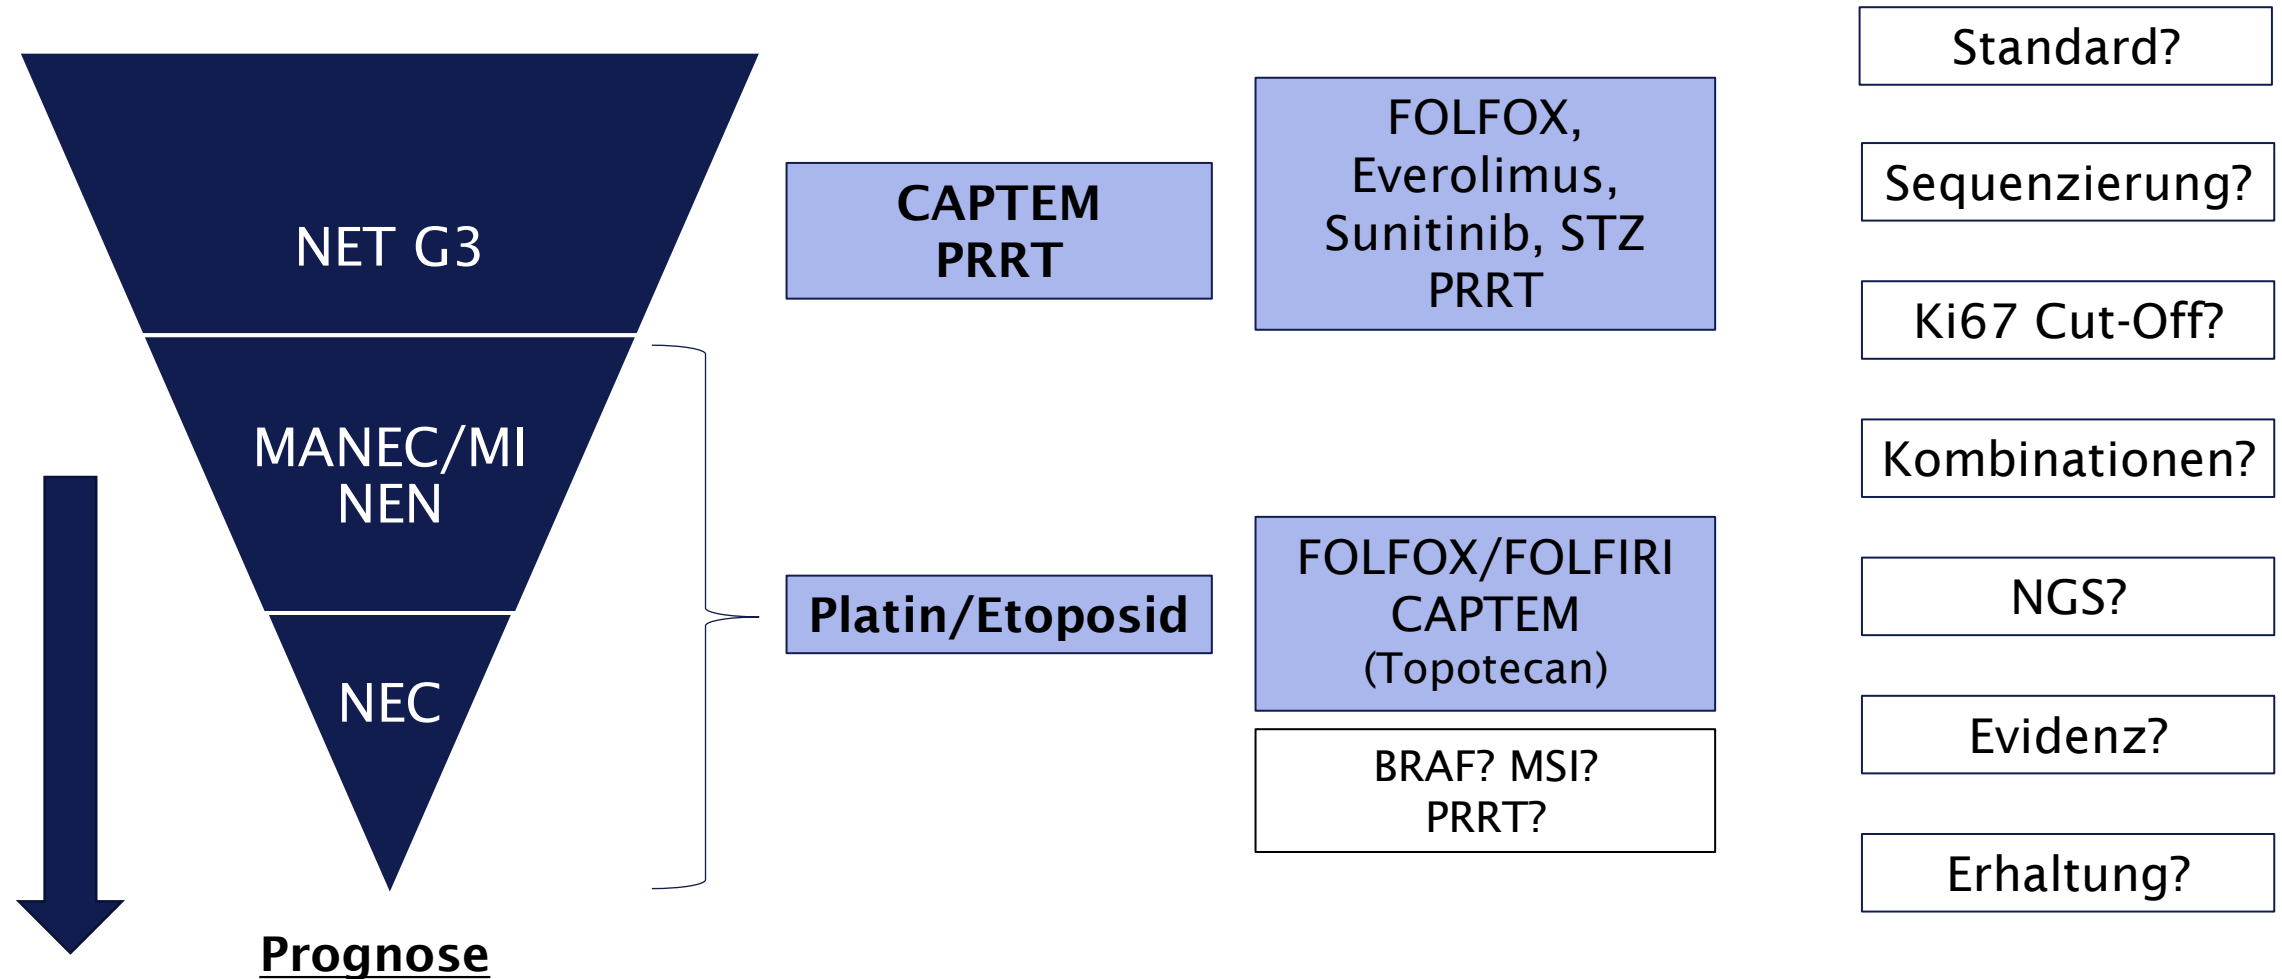 NET G3
MANEC/MI
NEN
NEC
Prognose
CAPTEM
PRRT
Platin/Etoposid
FOLFOX,
Everolimus,
Sunitinib, STZ
PRRT
FOLFOX/FOLFIRI
CAPTEM
(Topotecan)
BRAF? MSI?
PRRT?
Standard?
Sequenzierung?
Ki67 Cut-Off?
Kombinationen?
NGS?
Evidenz?
Erhaltung?